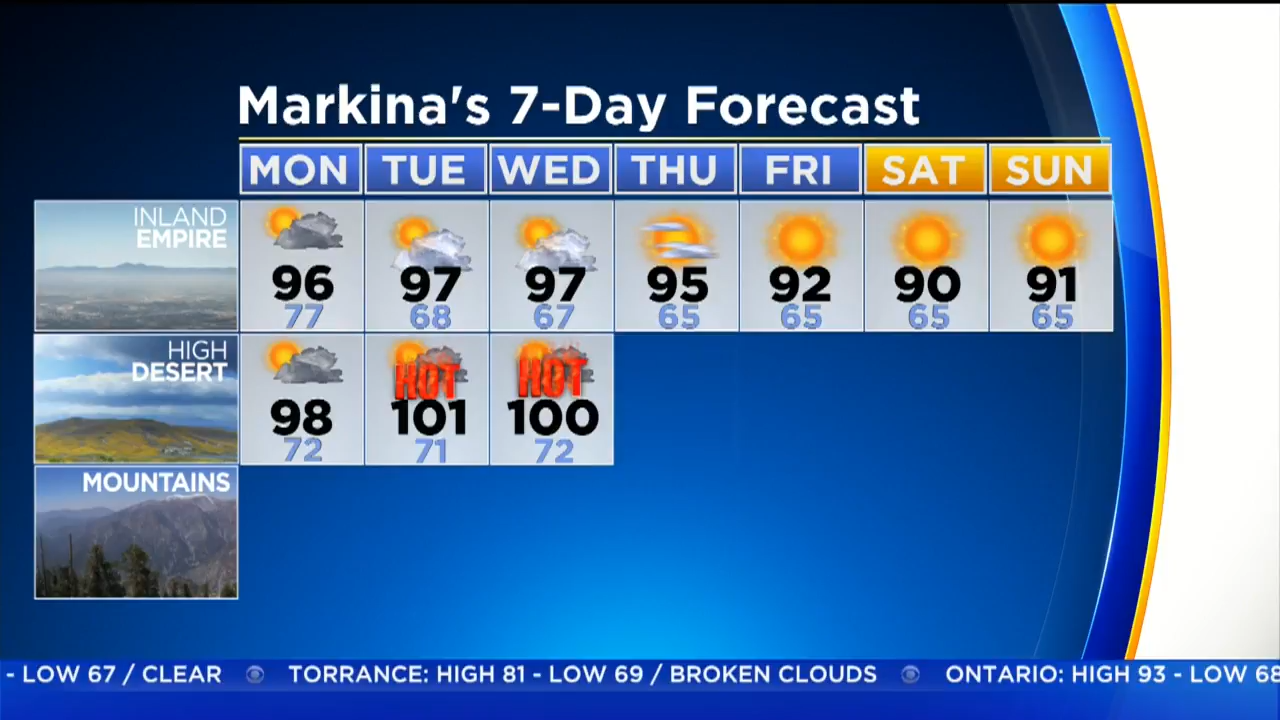 Markina's 7-Day Forecast
MON TUE WED THU FRI SAT SUN
INLAND
EMPIRE
96 97 97 95 92 90 91
77 68 67 65 65 65 65
HIGH
DESERT
HOT HOT
98 101 100
72 71 72
MOUNTAINS
- LOW 67 / CLEAR TORRANCE: HIGH 81 - LOW 69 / BROKEN CLOUDS ONTARIO: HIGH 93 - LOW 68